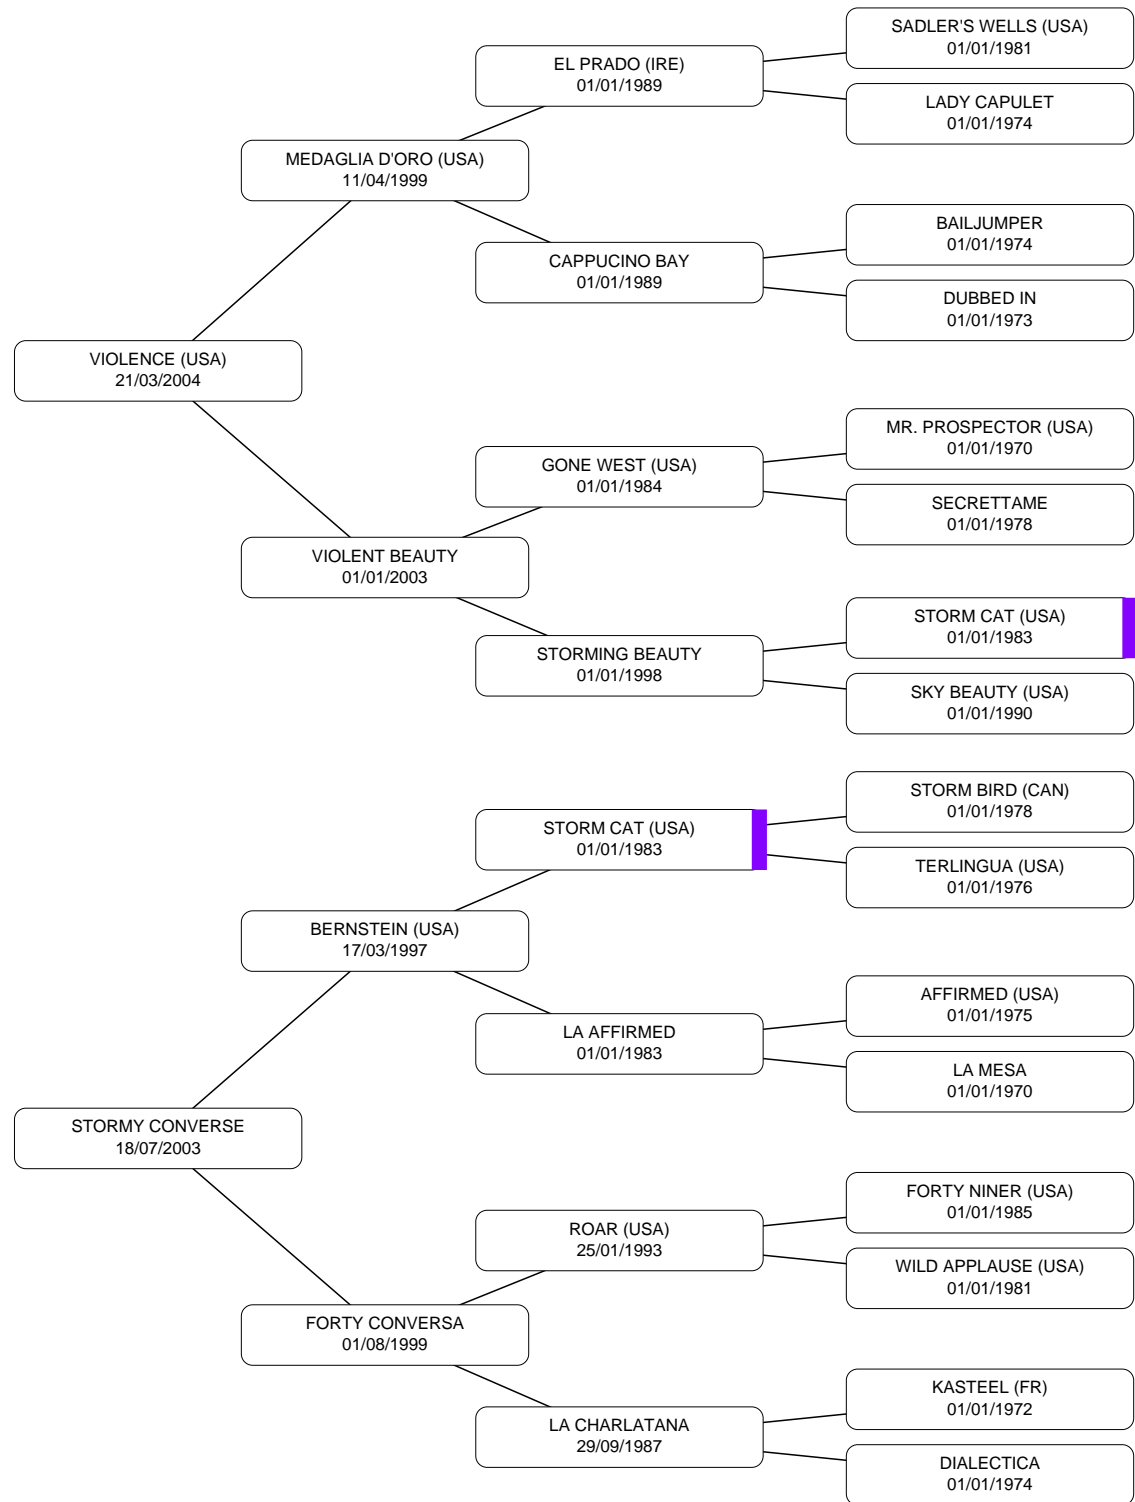 SADLER'S WELLS (USA)
01/01/1981
EL PRADO (IRE)
01/01/1989
LADY CAPULET
01/01/1974
MEDAGLIA D'ORO (USA)
11/04/1999
BAILJUMPER
01/01/1974
CAPPUCINO BAY
01/01/1989
DUBBED IN
01/01/1973
VIOLENCE (USA)
21/03/2004
MR. PROSPECTOR (USA)
01/01/1970
GONE WEST (USA)
01/01/1984
SECRETTAME
01/01/1978
VIOLENT BEAUTY
01/01/2003
STORM CAT (USA)
01/01/1983
STORMING BEAUTY
01/01/1998
SKY BEAUTY (USA)
01/01/1990
STORM BIRD (CAN)
01/01/1978
STORM CAT (USA)
01/01/1983
TERLINGUA (USA)
01/01/1976
BERNSTEIN (USA)
17/03/1997
AFFIRMED (USA)
01/01/1975
LA AFFIRMED
01/01/1983
LA MESA
01/01/1970
STORMY CONVERSE
18/07/2003
FORTY NINER (USA)
01/01/1985
ROAR (USA)
25/01/1993
WILD APPLAUSE (USA)
01/01/1981
FORTY CONVERSA
01/08/1999
KASTEEL (FR)
01/01/1972
LA CHARLATANA
29/09/1987
DIALECTICA
01/01/1974